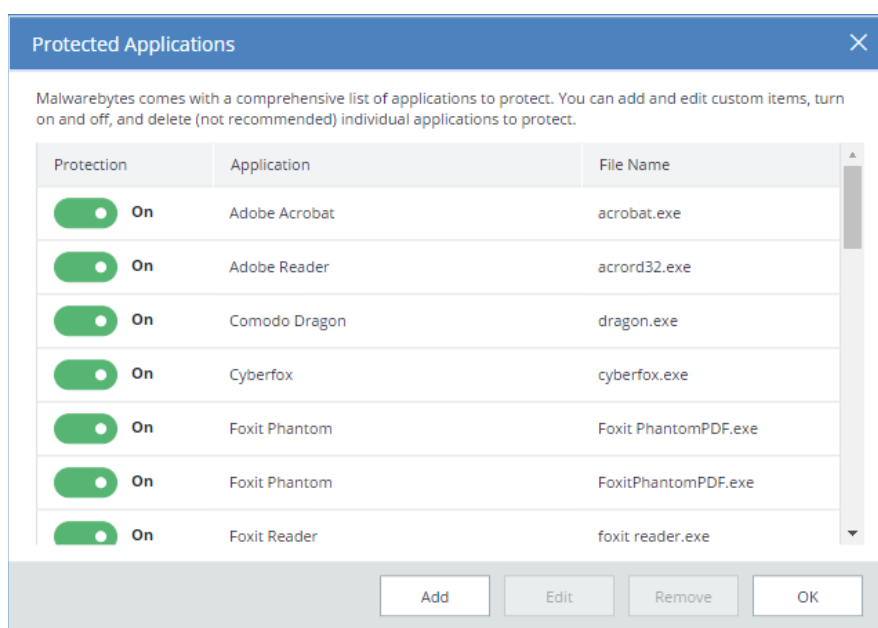 Protected Applications
Malwarebytes comes with a comprehensive list of applications to protect. You can add and edit custom items, turn
on and off, and delete (not recommended) individual applications to protect.
Protection Application File Name
On Adobe Acrobat acrobat.exe
On Adobe Reader acrord32.exe
On Comodo Dragon dragon.exe
On Cyberfox cyberfox.exe
On Foxit Phantom Foxit PhantomPDF.exe
On Foxit Phantom FoxitPhantomPDF.exe
On Foxit Reader foxit reader.exe
Add Edit Remove OK